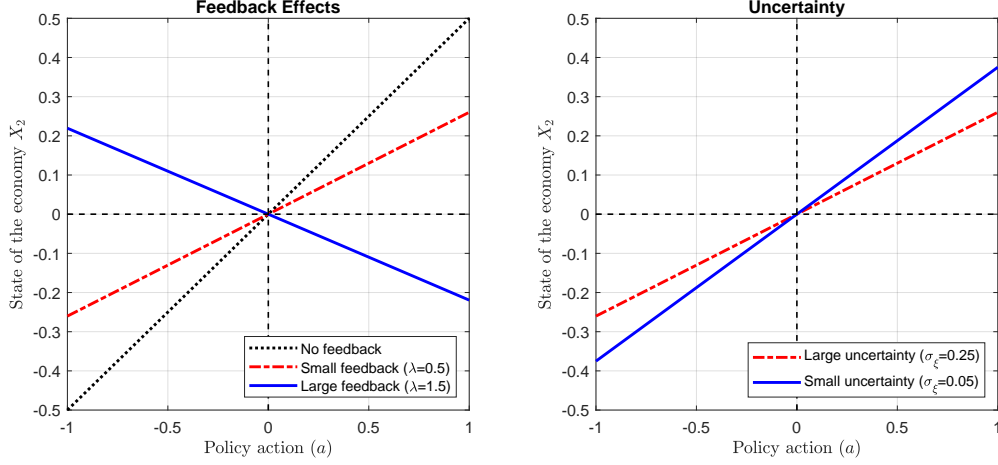 Feedback Effects
State of the economy X₂
0.5
0.4
0.3
0.2
0.1
0
-0.1
-0.2
-0.3
-0.4
-0.5
No feedback
Small feedback (λ=0.5)
Large feedback (λ=1.5)
-1 -0.5 0 0.5 1
Policy action (a)
Uncertainty
State of the economy X₂
0.5
0.4
0.3
0.2
0.1
0
-0.1
-0.2
-0.3
-0.4
-0.5
Large uncertainty (σ_ξ=0.25)
Small uncertainty (σ_ξ=0.05)
-1 -0.5 0 0.5 1
Policy action (a)